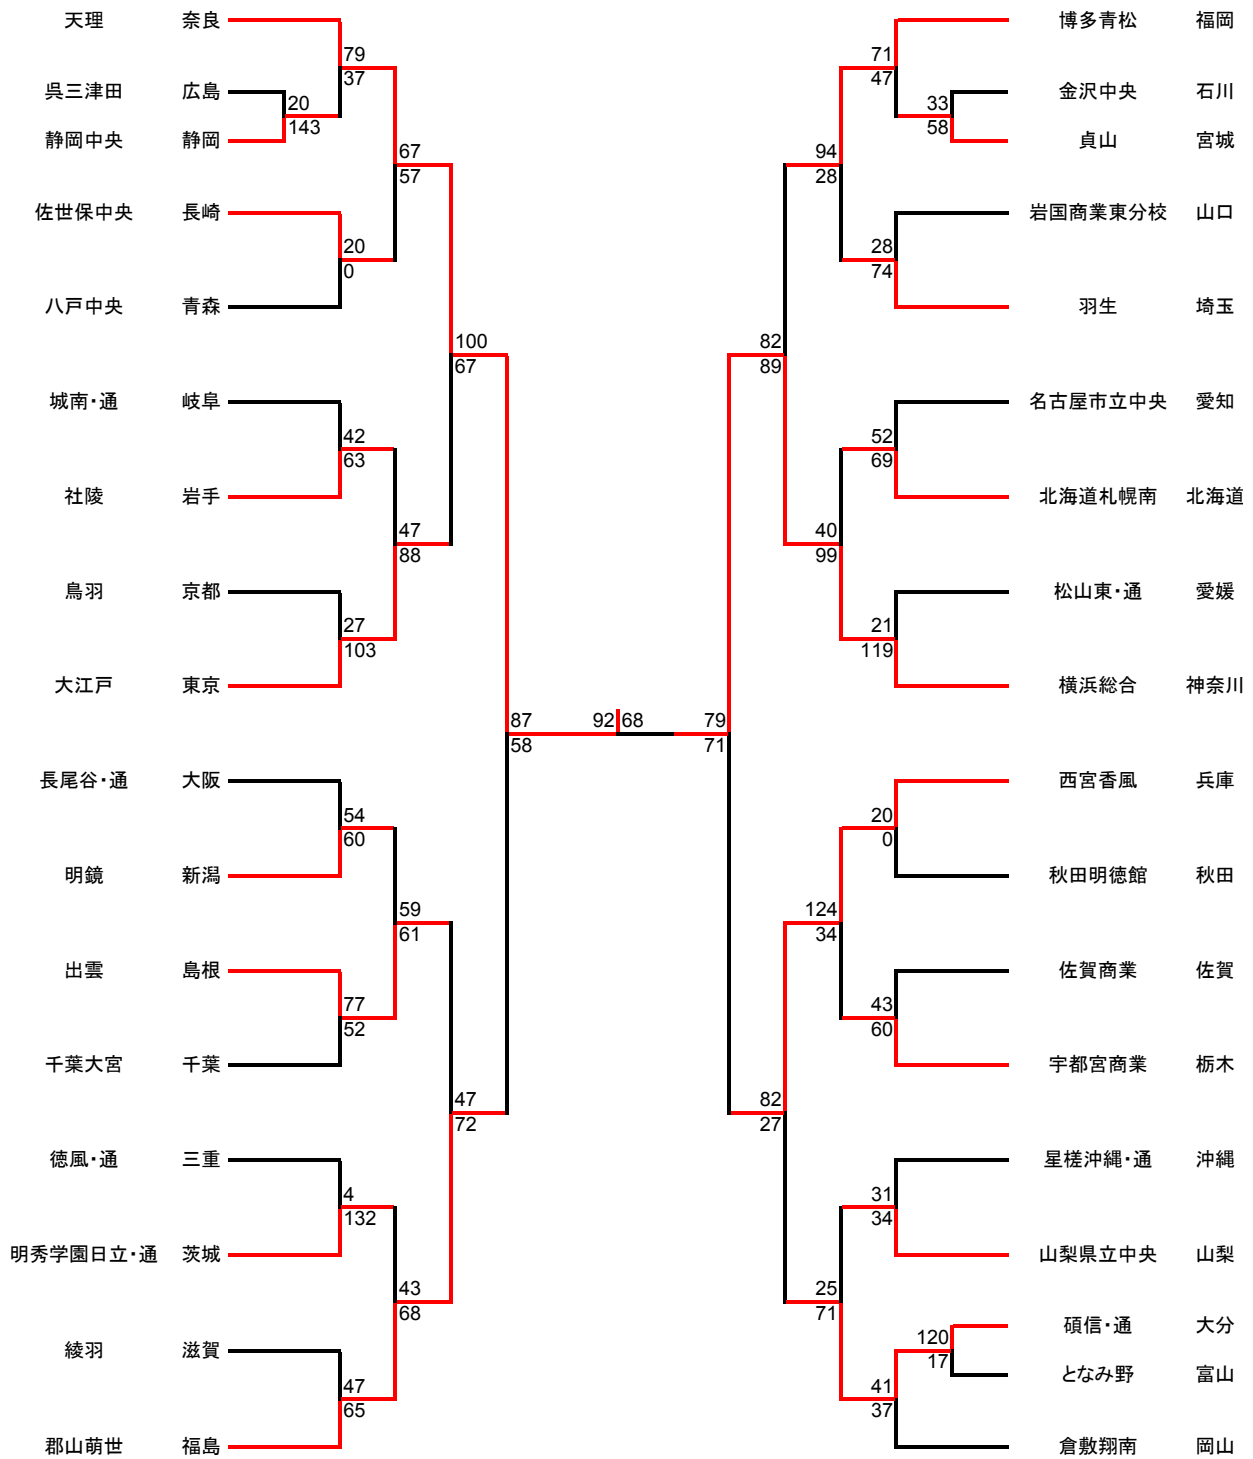 天理 奈良
79
37
呉三津田 広島
20
143
静岡中央 静岡
67
57
佐世保中央 長崎
20
0
八戸中央 青森
100
67
城南・通 岐阜
42
63
社陵 岩手
47
88
鳥羽 京都
27
103
大江戸 東京
87
58
長尾谷・通 大阪
54
60
明鏡 新潟
59
61
出雲 島根
77
52
千葉大宮 千葉
47
72
徳風・通 三重
4
132
明秀学園日立・通 茨城
43
68
綾羽 滋賀
47
65
郡山萌世 福島
92 68
博多青松 福岡
71
47
金沢中央 石川
33
58
貞山 宮城
94
28
岩国商業東分校 山口
28
74
羽生 埼玉
82
89
名古屋市立中央 愛知
52
69
北海道札幌南 北海道
40
99
松山東・通 愛媛
21
119
横浜総合 神奈川
79
71
西宮香風 兵庫
20
0
秋田明徳館 秋田
124
34
佐賀商業 佐賀
43
60
宇都宮商業 栃木
82
27
星槎沖縄・通 沖縄
31
34
山梨県立中央 山梨
25
71
碩信・通 大分
120
17
となみ野 富山
41
37
倉敷翔南 岡山